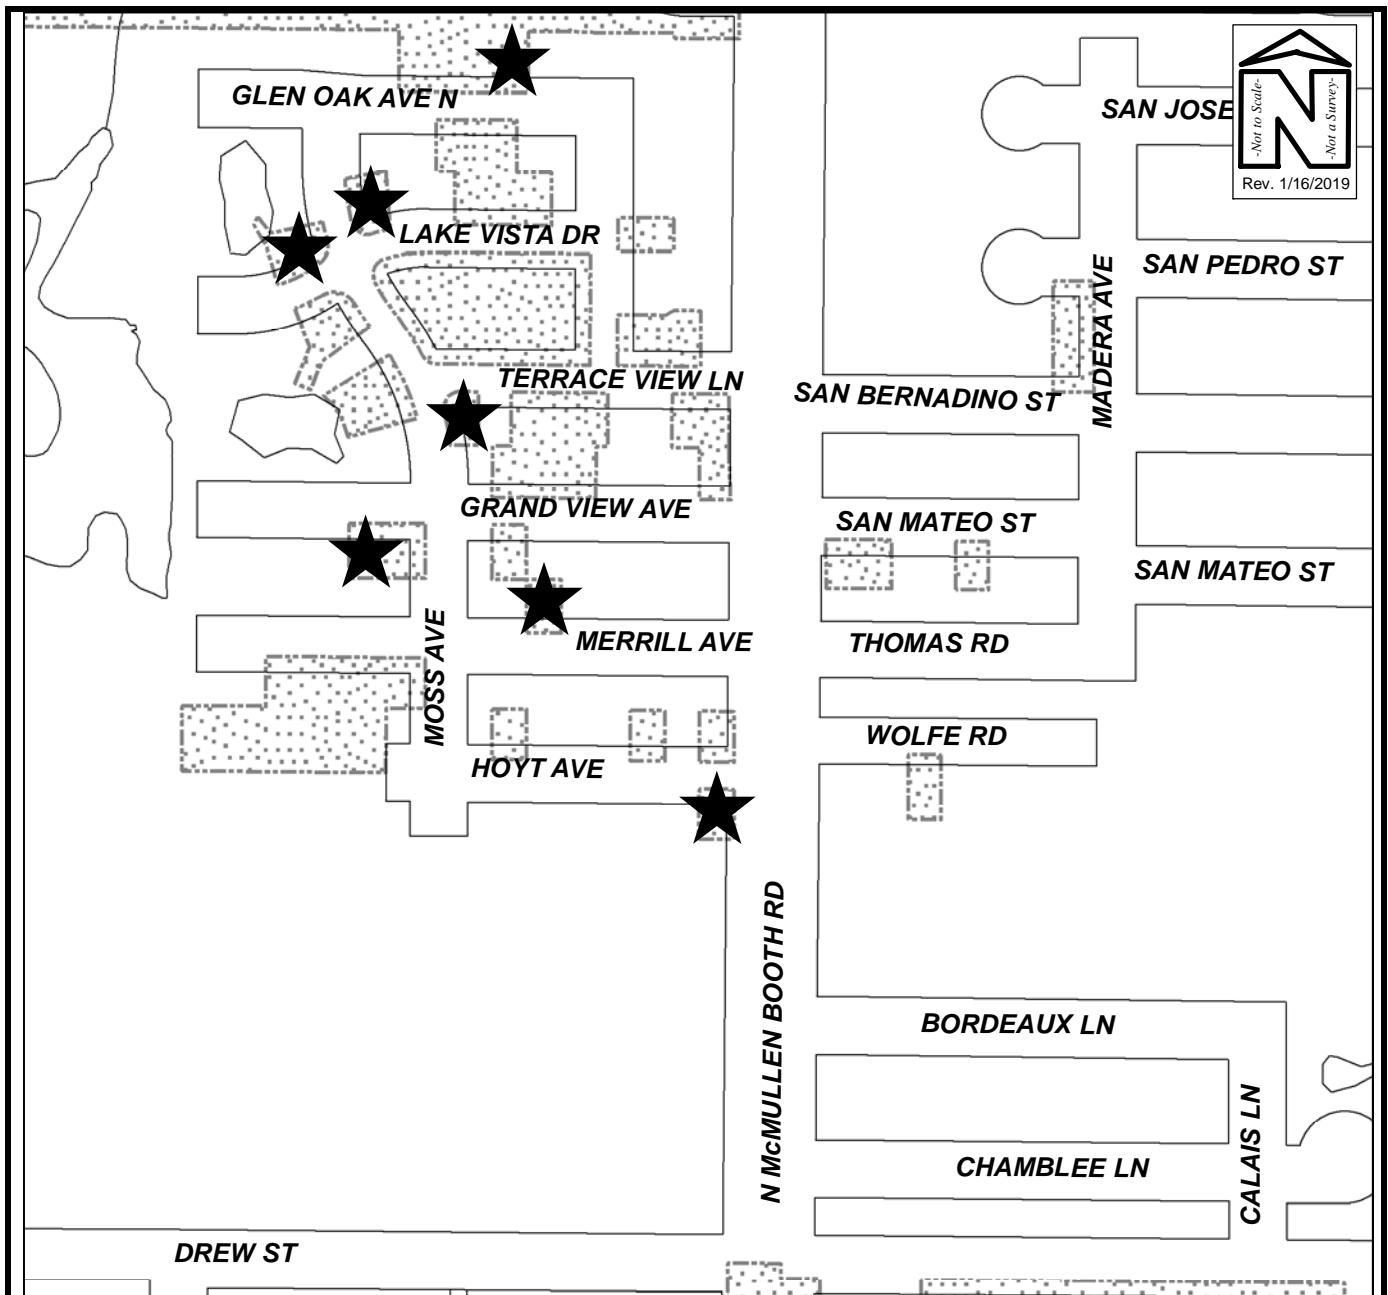 GLEN OAK AVE N
SAN JOSE
-Not to Scale-
N
-Not a Survey-
Rev. 1/16/2019
LAKE VISTA DR
SAN PEDRO ST
MADERA AVE
TERRACE VIEW LN
SAN BERNADINO ST
GRAND VIEW AVE
SAN MATEO ST
SAN MATEO ST
MOSS AVE
MERRILL AVE
THOMAS RD
WOLFE RD
HOYT AVE
N McMULLEN BOOTH RD
BORDEAUX LN
CALAIS LN
CHAMBLEE LN
DREW ST